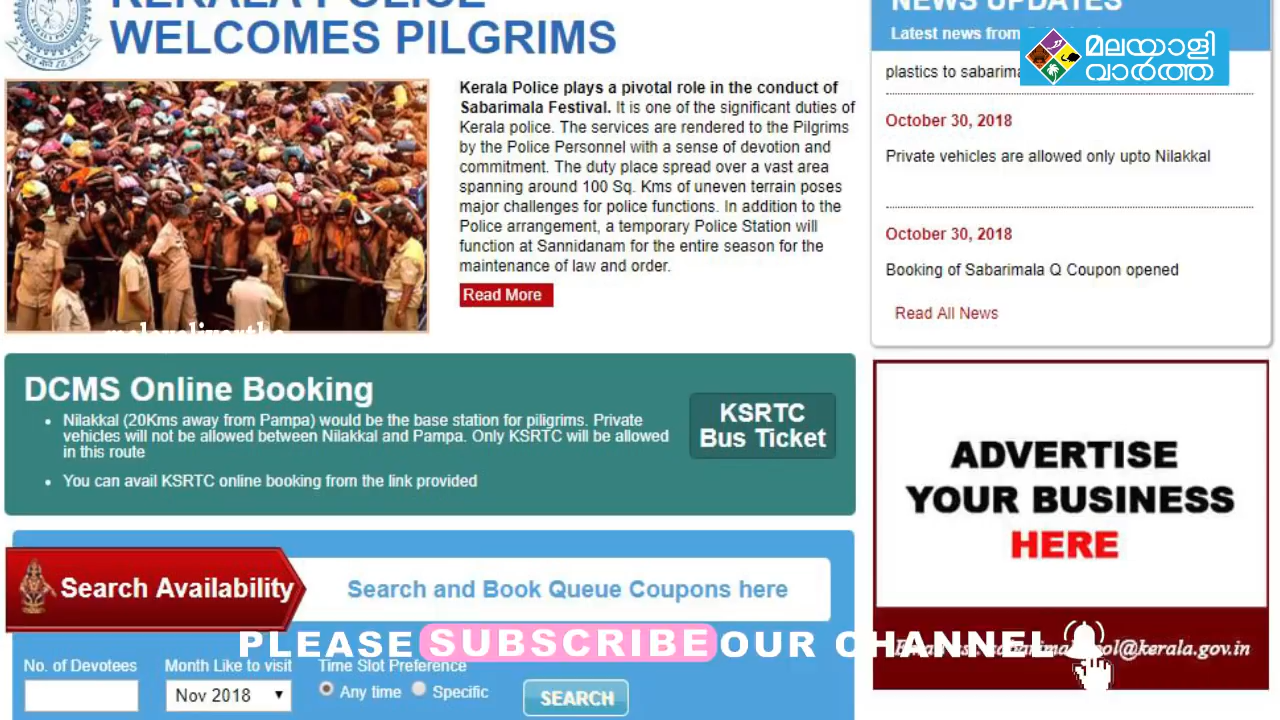 KERALA POLICE
WELCOMES PILGRIMS
Kerala Police plays a pivotal role in the conduct of
Sabarimala Festival. It is one of the significant duties of
Kerala police. The services are rendered to the Pilgrims
by the Police Personnel with a sense of devotion and
commitment. The duty place spread over a vast area
spanning around 100 Sq. Kms of uneven terrain poses
major challenges for police functions. In addition to the
Police arrangement, a temporary Police Station will
function at Sannidanam for the entire season for the
maintenance of law and order.
Read More
NEWS UPDATES
Latest news from
മലയാളി
വാർത്ത
plastics to sabarima
October 30, 2018
Private vehicles are allowed only upto Nilakkal
October 30, 2018
Booking of Sabarimala Q Coupon opened
Read All News
DCMS Online Booking
• Nilakkal (20Kms away from Pampa) would be the base station for piligrims. Private
vehicles will not be allowed between Nilakkal and Pampa. Only KSRTC will be allowed
in this route
• You can avail KSRTC online booking from the link provided
KSRTC
Bus Ticket
ADVERTISE
YOUR BUSINESS
HERE
ol@kerala.gov.in
Search Availability
Search and Book Queue Coupons here
PLEASE SUBSCRIBE OUR CHANNEL
No. of Devotees
Month Like to visit
Time Slot Preference
Nov 2018
Any time
Specific
SEARCH